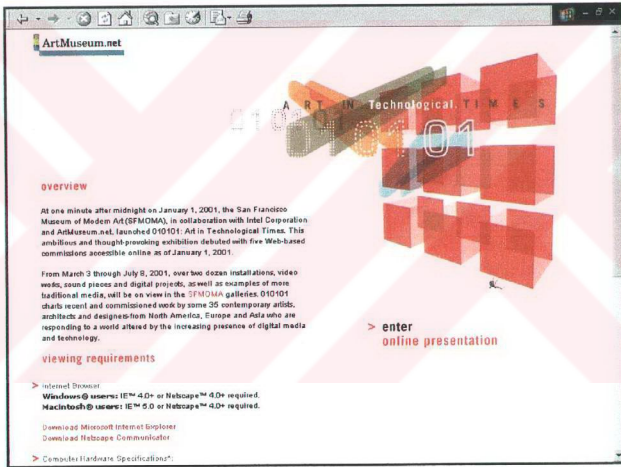 ArtMuseum.net
ART IN Technological TIMES
010101
01 01 01
overview
At one minute after midnight on January 1, 2001, the San Francisco
Museum of Modern Art (SFMOMA), in collaboration with Intel Corporation
and ArtMuseum.net, launched 010101: Art in Technological Times. This
ambitious and thought-provoking exhibition debuted with five Web-based
commissions accessible online as of January 1, 2001.
From March 3 through July 8, 2001, over two dozen installations, video
works, sound pieces and digital projects, as well as examples of more
traditional media, will be on view in the SFMOMA galleries. 010101
charts recent and commissioned work by some 35 contemporary artists,
architects and designers-from North America, Europe and Asia who are
responding to a world altered by the increasing presence of digital media
and technology.
> enter
online presentation
viewing requirements
> Internet Browser
Windows® users: IE™ 4.0+ or Netscape™ 4.0+ required.
Macintosh® users: IE™ 5.0 or Netscape™ 4.0+ required.
Download Microsoft Internet Explorer
Download Netscape Communicator
> Computer Hardware Specifications*: